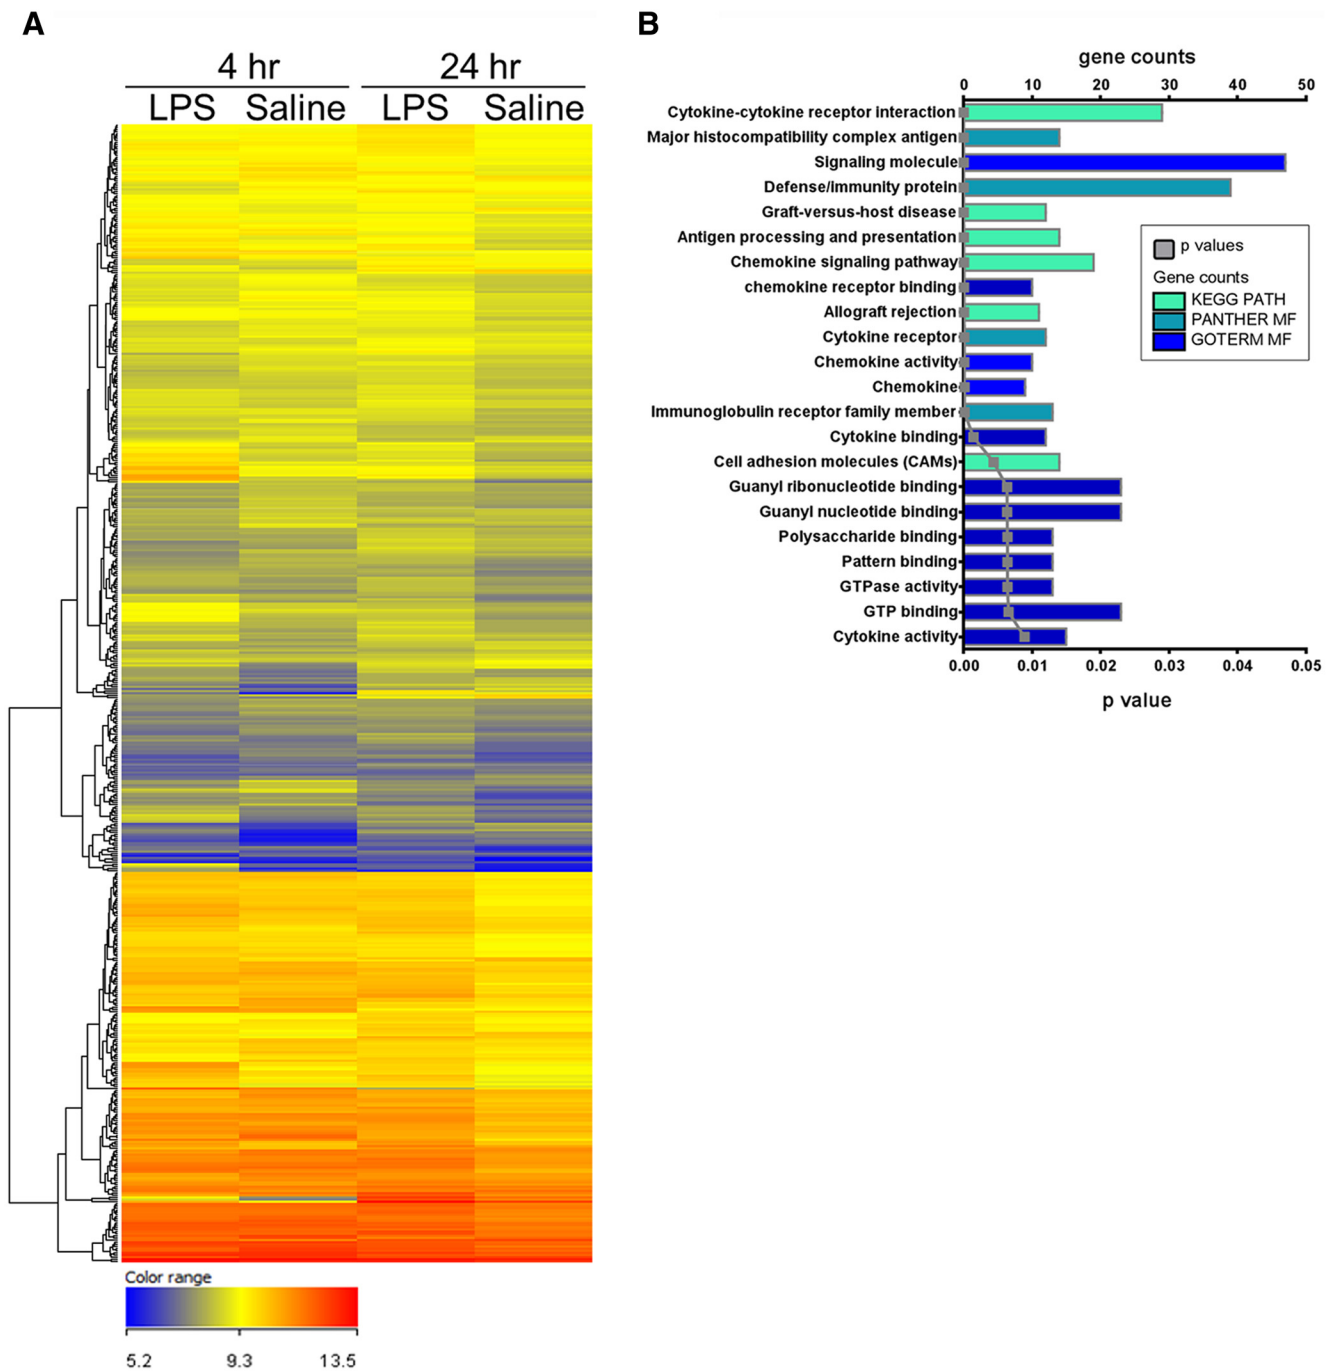 A
4 hr 24 hr
LPS Saline LPS Saline
Color range
5.2 9.3 13.5
B
gene counts
0 10 20 30 40 50
Cytokine-cytokine receptor interaction
Major histocompatibility complex antigen
Signaling molecule
Defense/immunity protein
Graft-versus-host disease
Antigen processing and presentation
Chemokine signaling pathway
chemokine receptor binding
Allograft rejection
Cytokine receptor
Chemokine activity
Chemokine
Immunoglobulin receptor family member
Cytokine binding
Cell adhesion molecules (CAMs)
Guanyl ribonucleotide binding
Guanyl nucleotide binding
Polysaccharide binding
Pattern binding
GTPase activity
GTP binding
Cytokine activity
0.00 0.01 0.02 0.03 0.04 0.05
p value
p values
Gene counts
KEGG PATH
PANTHER MF
GOTERM MF